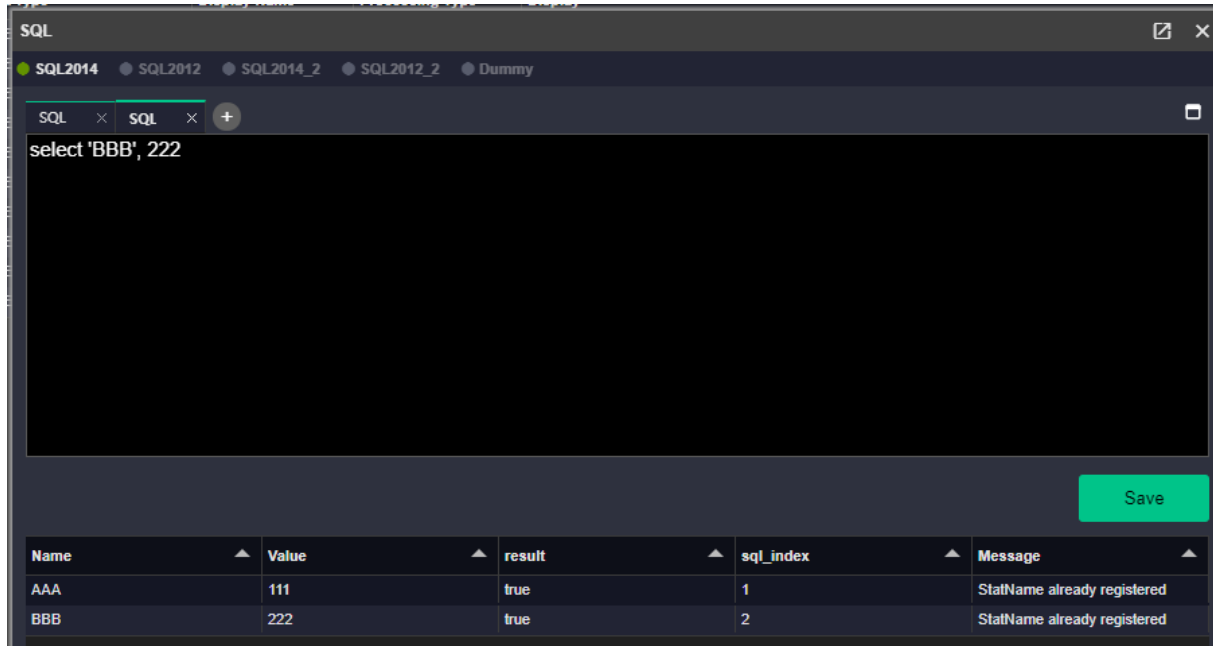 SQL
SQL2014 SQL2012 SQL2014_2 SQL2012_2 Dummy
SQL SQL
select 'BBB', 222
Save
Name Value result sql_index Message
AAA 111 true 1 StatName already registered
BBB 222 true 2 StatName already registered